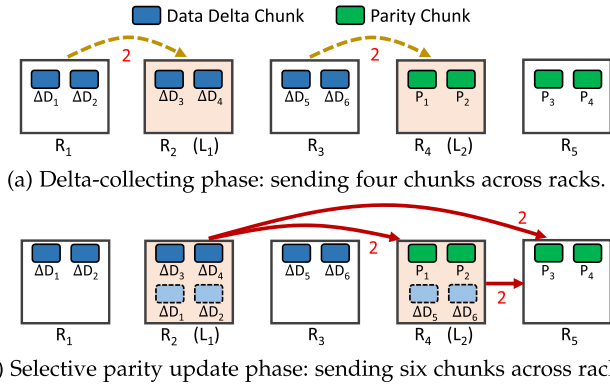 Data Delta Chunk Parity Chunk
2 2
ΔD₁ ΔD₂ ΔD₃ ΔD₄ ΔD₅ ΔD₆ P₁ P₂ P₃ P₄
R₁ R₂ (L₁) R₃ R₄ (L₂) R₅
(a) Delta-collecting phase: sending four chunks across racks.
2
2
ΔD₁ ΔD₂ ΔD₃ ΔD₄ ΔD₅ ΔD₆ P₁ P₂ P₃ P₄
2
ΔD₁ ΔD₂ ΔD₅ ΔD₆
R₁ R₂ (L₁) R₃ R₄ (L₂) R₅
) Selective parity update phase: sending six chunks across rac